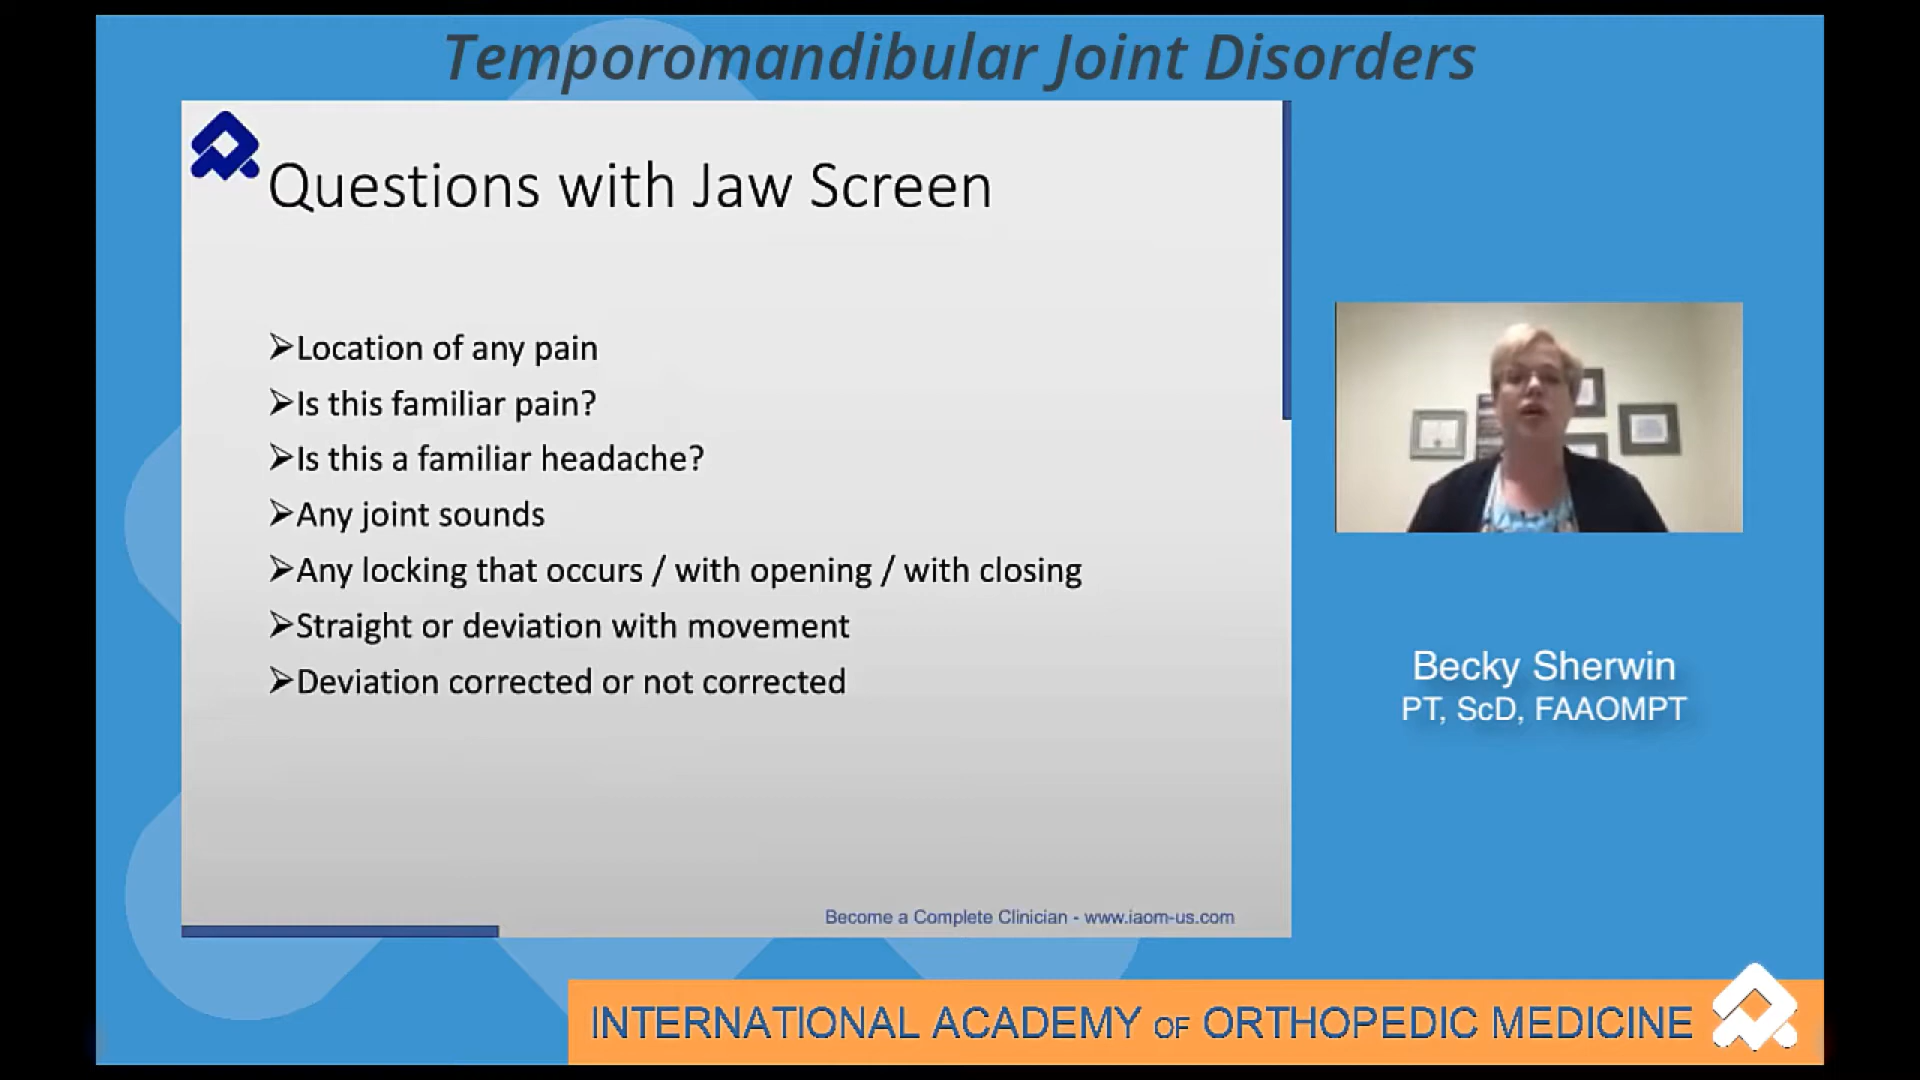 Temporomandibular Joint Disorders
Questions with Jaw Screen
➢Location of any pain
➢Is this familiar pain?
➢Is this a familiar headache?
➢Any joint sounds
➢Any locking that occurs / with opening / with closing
➢Straight or deviation with movement
➢Deviation corrected or not corrected
Become a Complete Clinician - www.iaom-us.com
Becky Sherwin
PT, ScD, FAAOMPT
INTERNATIONAL ACADEMY OF ORTHOPEDIC MEDICINE